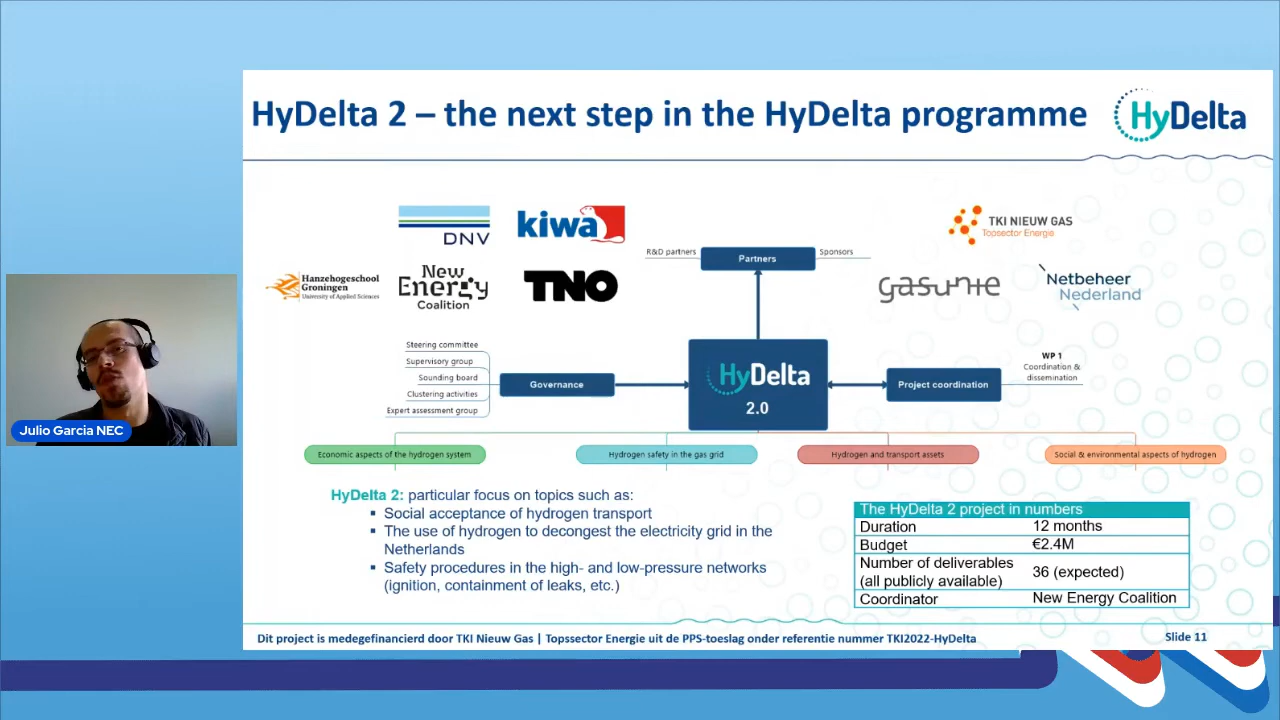 HyDelta 2 – the next step in the HyDelta programme
HyDelta
DNV
kiwa
TKI NIEUW GAS
Topsector Energie
R&D partners
Partners
Sponsors
Hanzehogeschool
Groningen
University of Applied Sciences
New
Energy
Coalition
TNO
gasunie
Netbeheer
Nederland
Steering committee
Supervisory group
Sounding board
Clustering activities
Expert assessment group
Governance
HyDelta
2.0
Project coordination
WP 1
Coordination &
dissemination
Julio Garcia NEC
Economic aspects of the hydrogen system
Hydrogen safety in the gas grid
Hydrogen and transport assets
Social & environmental aspects of hydrogen
HyDelta 2: particular focus on topics such as:
▪ Social acceptance of hydrogen transport
▪ The use of hydrogen to decongest the electricity grid in the
Netherlands
▪ Safety procedures in the high- and low-pressure networks
(ignition, containment of leaks, etc.)
The HyDelta 2 project in numbers
Duration 12 months
Budget €2.4M
Number of deliverables
(all publicly available) 36 (expected)
Coordinator New Energy Coalition
Dit project is medegefinancierd door TKI Nieuw Gas | Topssector Energie uit de PPS-toeslag onder referentie nummer TKI2022-HyDelta
Slide 11